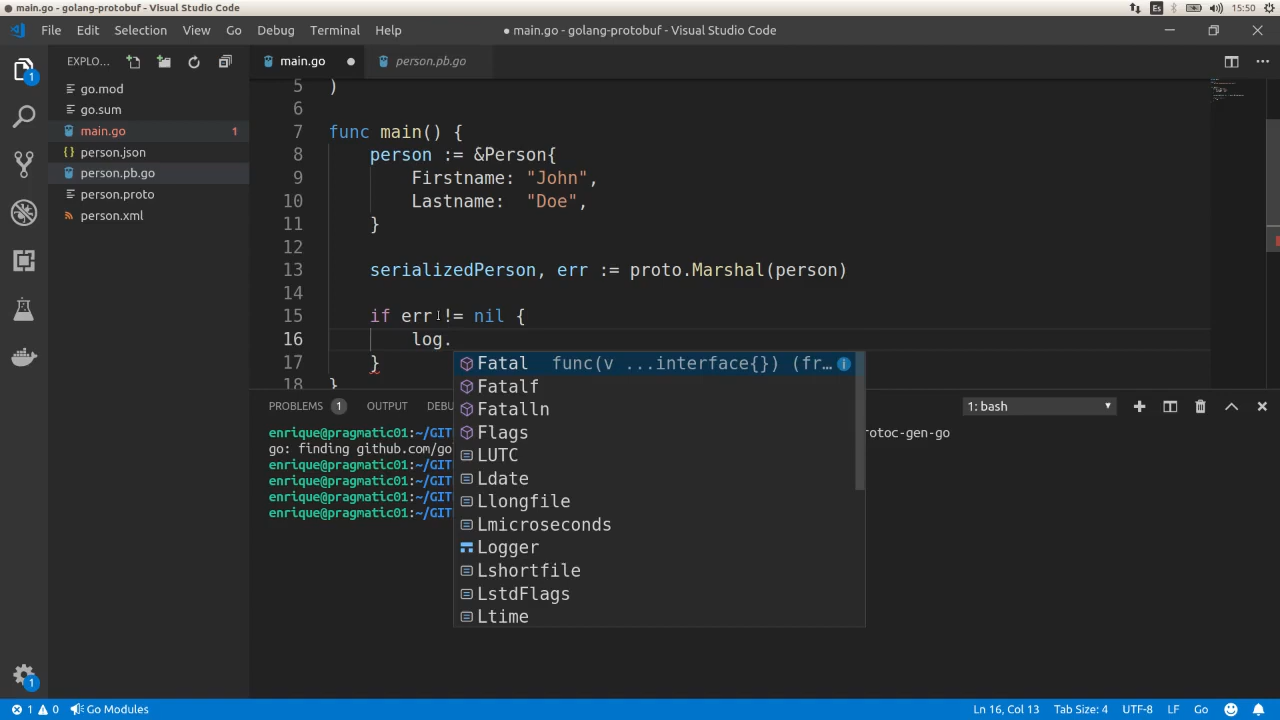 main.go - golang-protobuf - Visual Studio Code
Es
15:50
File Edit Selection View Go Debug Terminal Help
● main.go - golang-protobuf - Visual Studio Code
EXPLO...
main.go ●
person.pb.go
1
go.mod
go.sum
main.go 1
person.json
person.pb.go
person.proto
person.xml
5 )
6
7 func main() {
8 person := &Person{
9 Firstname: "John",
10 Lastname: "Doe",
11 }
12
13 serializedPerson, err := proto.Marshal(person)
14
15 if err != nil {
16 log.
17 }
18 }
Fatal func(v ...interface{}) (fr...
Fatalf
Fatalln
Flags
LUTC
Ldate
Llongfile
Lmicroseconds
Logger
Lshortfile
LstdFlags
Ltime
PROBLEMS 1 OUTPUT DEBU
1: bash
enrique@pragmatic01:~/GIT
rotoc-gen-go
go: finding github.com/go
enrique@pragmatic01:~/GIT
enrique@pragmatic01:~/GIT
enrique@pragmatic01:~/GIT
enrique@pragmatic01:~/GIT
1
1 0 Go Modules
Ln 16, Col 13 Tab Size: 4 UTF-8 LF Go